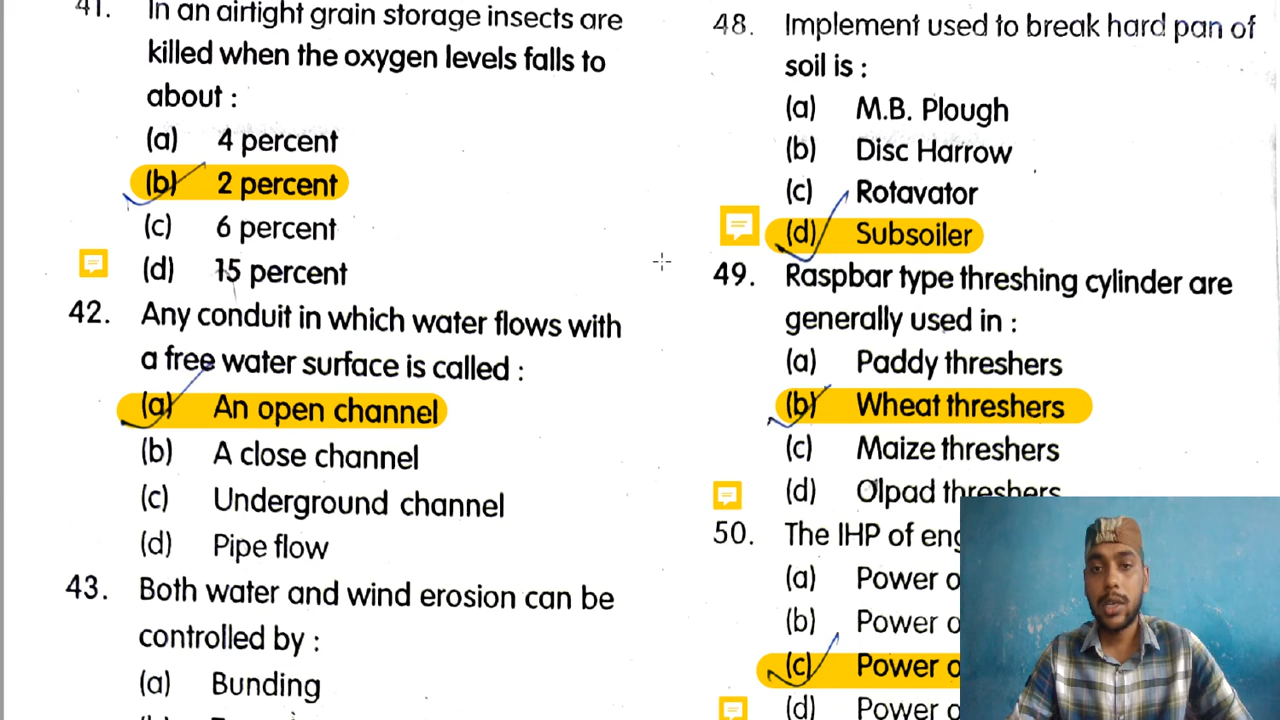 41. In an airtight grain storage insects are
killed when the oxygen levels falls to
about :
(a) 4 percent
(b) 2 percent
(c) 6 percent
(d) 15 percent
42. Any conduit in which water flows with
a free water surface is called :
(a) An open channel
(b) A close channel
(c) Underground channel
(d) Pipe flow
43. Both water and wind erosion can be
controlled by :
(a) Bunding
48. Implement used to break hard pan of
soil is :
(a) M.B. Plough
(b) Disc Harrow
(c) Rotavator
(d) Subsoiler
49. Raspbar type threshing cylinder are
generally used in :
(a) Paddy threshers
(b) Wheat threshers
(c) Maize threshers
(d) Olpad threshers
50. The IHP of eng
(a) Power o
(b) Power o
(c) Power o
(d) Power o